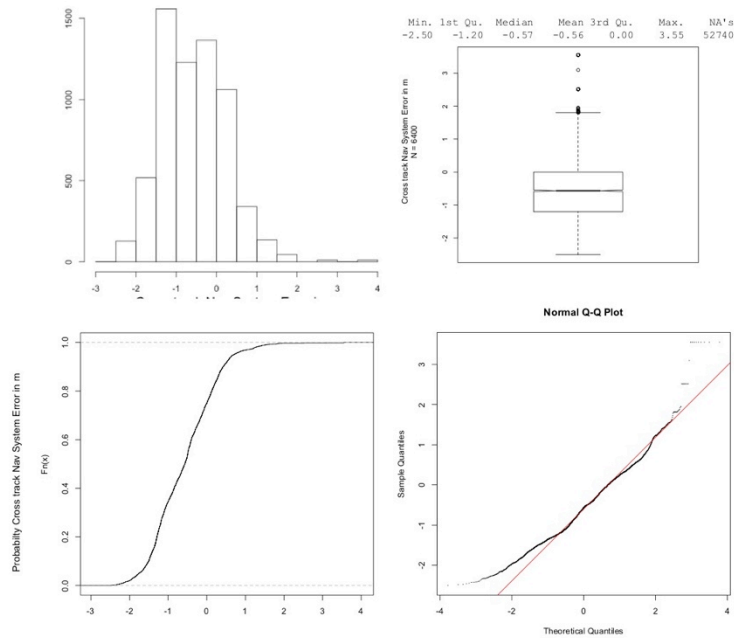 Min. 1st Qu. Median Mean 3rd Qu. Max. NA's
-2.50 -1.20 -0.57 -0.56 0.00 3.55 52740
1500
1000
500
0
-3 -2 -1 0 1 2 3 4
Cross track Nav System Error in m
N = 6400
3
2
1
0
-1
-2
Probabilty Cross track Nav System Error in m
Fn(x)
1.0
0.8
0.6
0.4
0.2
0.0
-3 -2 -1 0 1 2 3 4
Normal Q-Q Plot
Sample Quantiles
3
2
1
0
-1
-2
-4 -2 0 2 4
Theoretical Quantiles